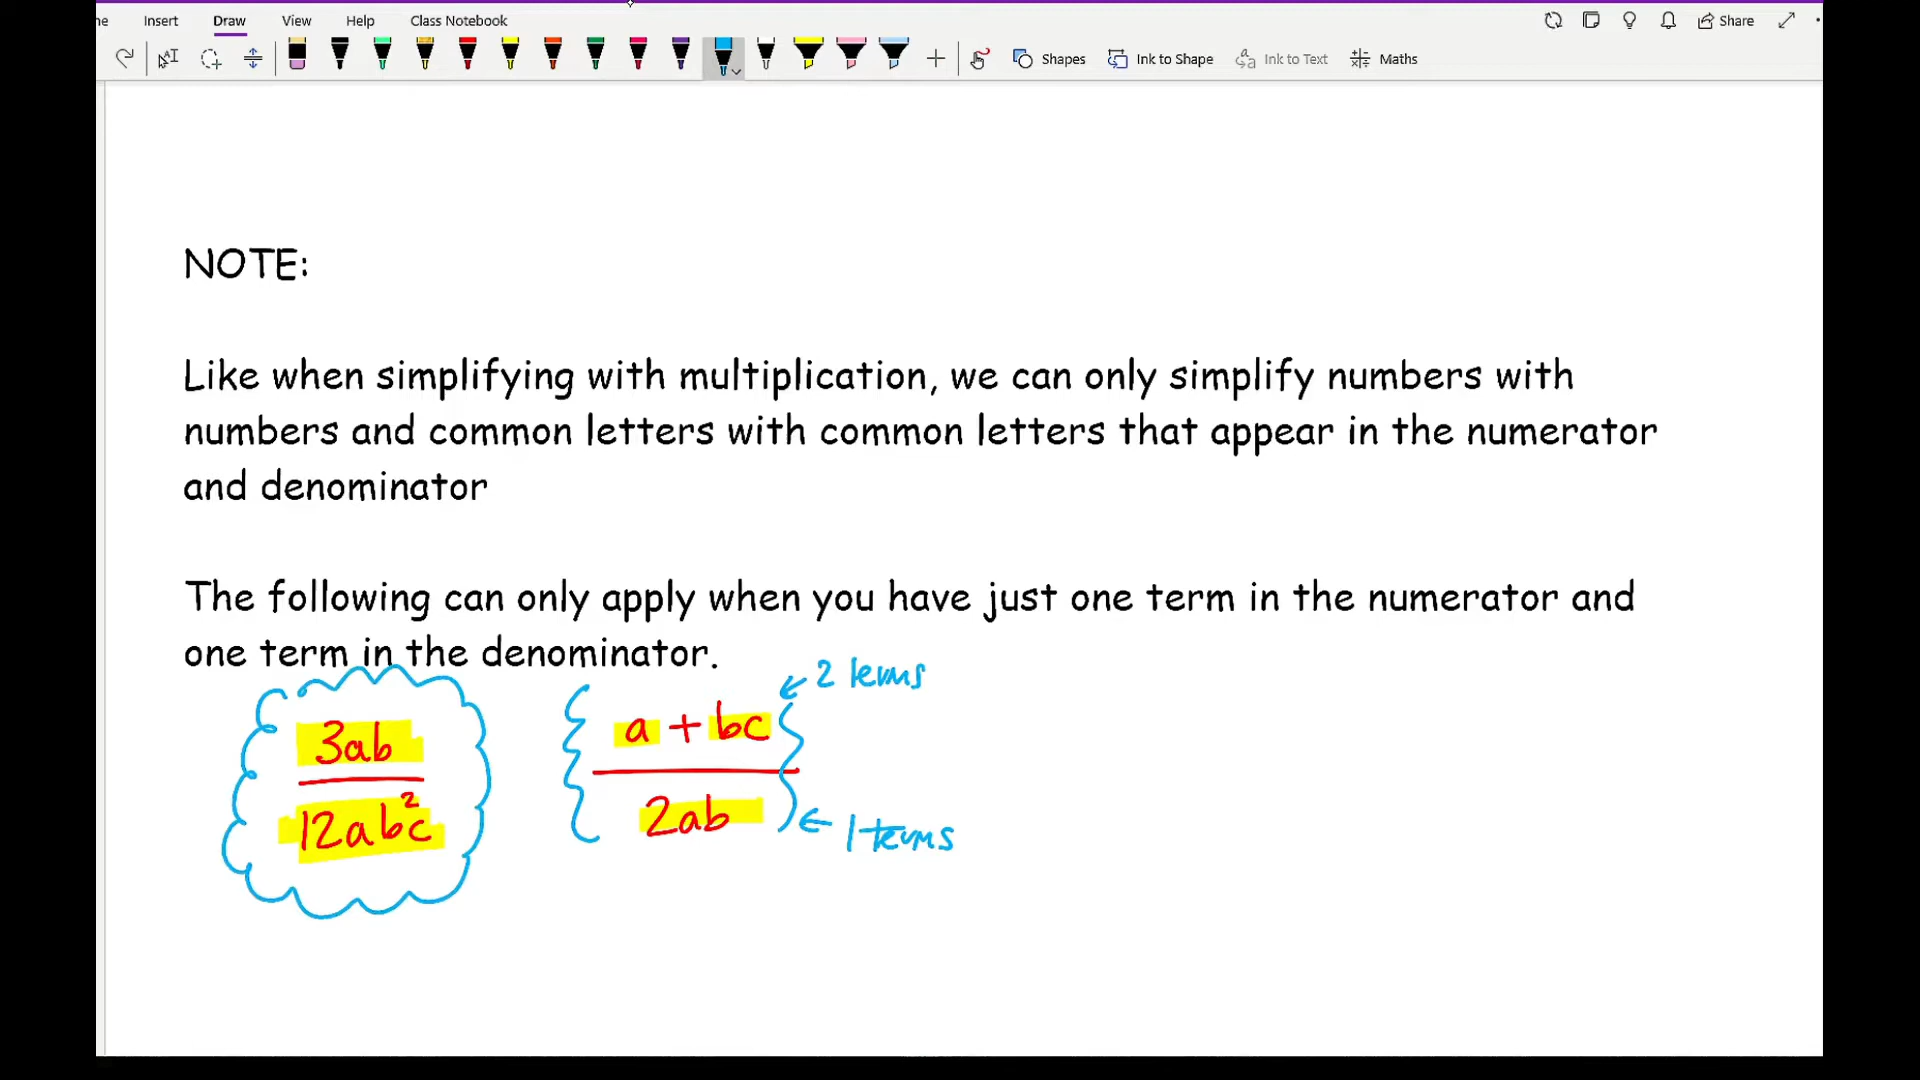 ne Insert Draw View Help Class Notebook Share
Shapes Ink to Shape Ink to Text Maths
NOTE:
Like when simplifying with multiplication, we can only simplify numbers with
numbers and common letters with common letters that appear in the numerator
and denominator
The following can only apply when you have just one term in the numerator and
one term in the denominator.
2 terms
3ab
a + bc
12ab²c
2ab
1 terms